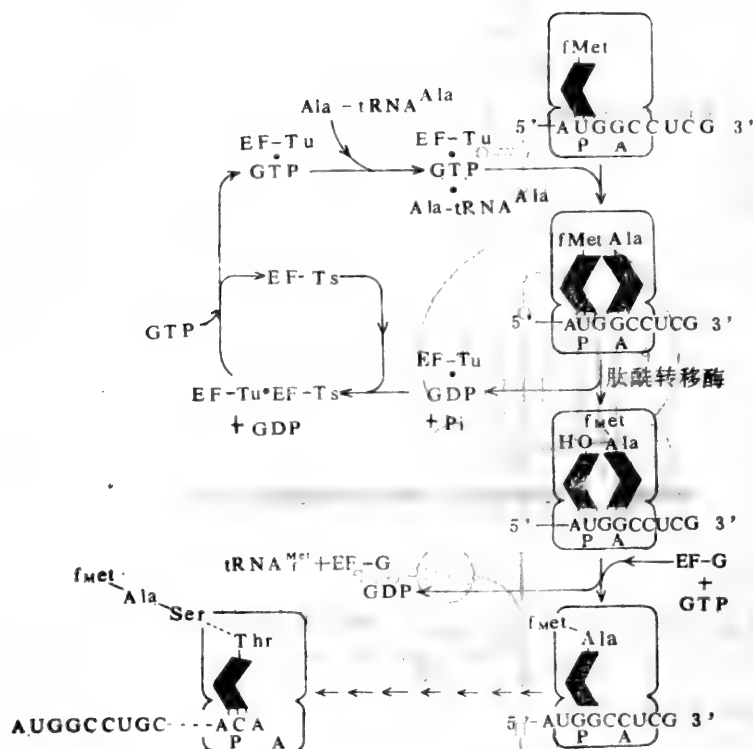 fMet
Ala-tRNA^Ala
5'-AUGGCCUCG 3'
P A
EF-Tu
GTP
EF-Tu
GTP
Ala-tRNA^Ala
fMet Ala
5'-AUGGCCUCG 3'
P A
EF-Ts
GTP
EF-Tu
GDP
+ Pi
EF-Tu•EF-Ts
+ GDP
肽酰转移酶
fMet
HO Ala
5'-AUGGCCUCG 3'
P A
tRNA_f^Met+EF-G
GDP
EF-G
+
GTP
fMet
Ala
Ser
Thr
fMet
Ala
AUGGCCUGC----ACA
P A
5'-AUGGCCUCG 3'
P A